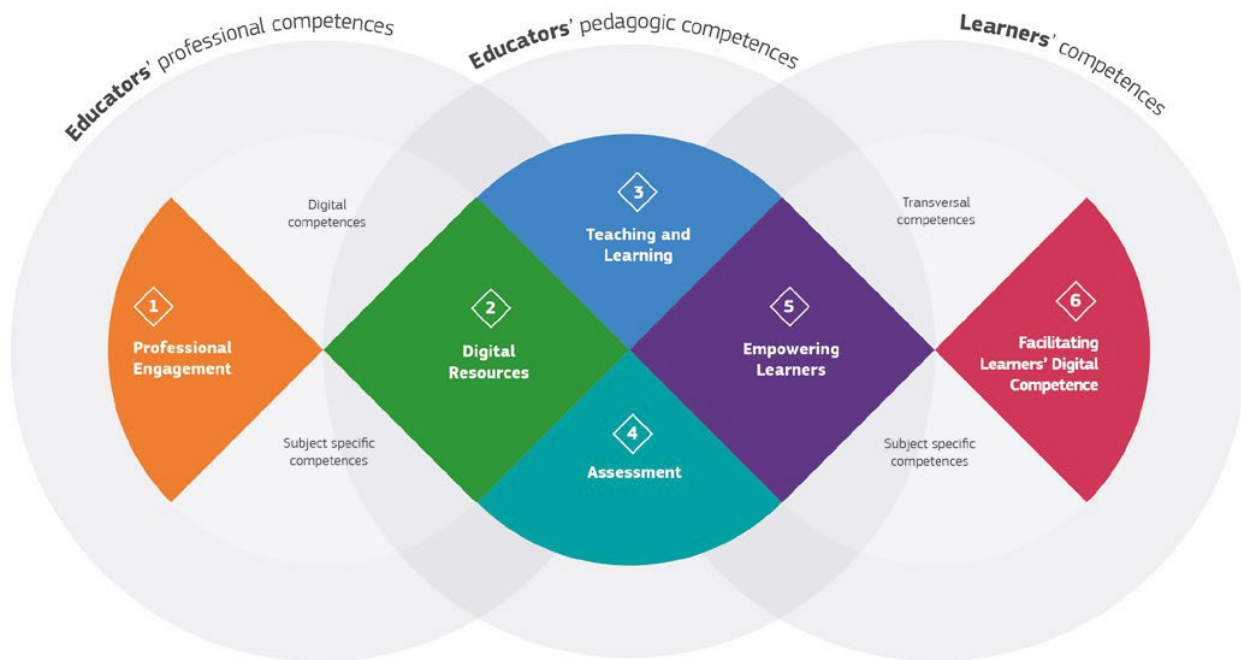 Educators' professional competences
Educators' pedagogic competences
Learners' competences
Digital
competences
3
Teaching and
Learning
Transversal
competences
1
Professional
Engagement
2
Digital
Resources
5
Empowering
Learners
6
Facilitating
Learners' Digital
Competence
Subject specific
competences
4
Assessment
Subject specific
competences